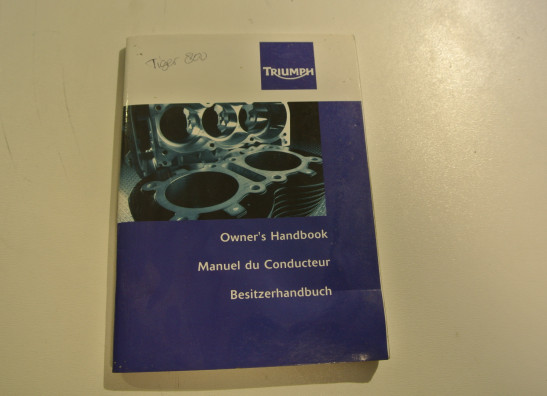 Tiger 800
TRIUMPH
Owner's Handbook
Manuel du Conducteur
Besitzerhandbuch